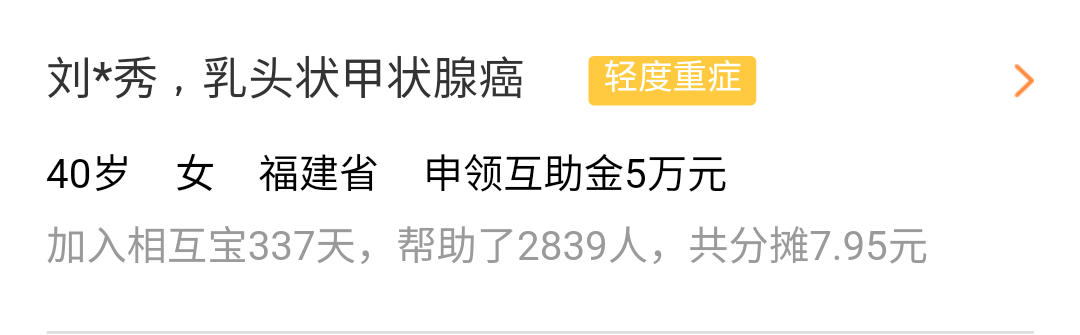 刘*秀，乳头状甲状腺癌 轻度重症
40岁 女 福建省 申领互助金5万元
加入相互宝337天，帮助了2839人，共分摊7.95元